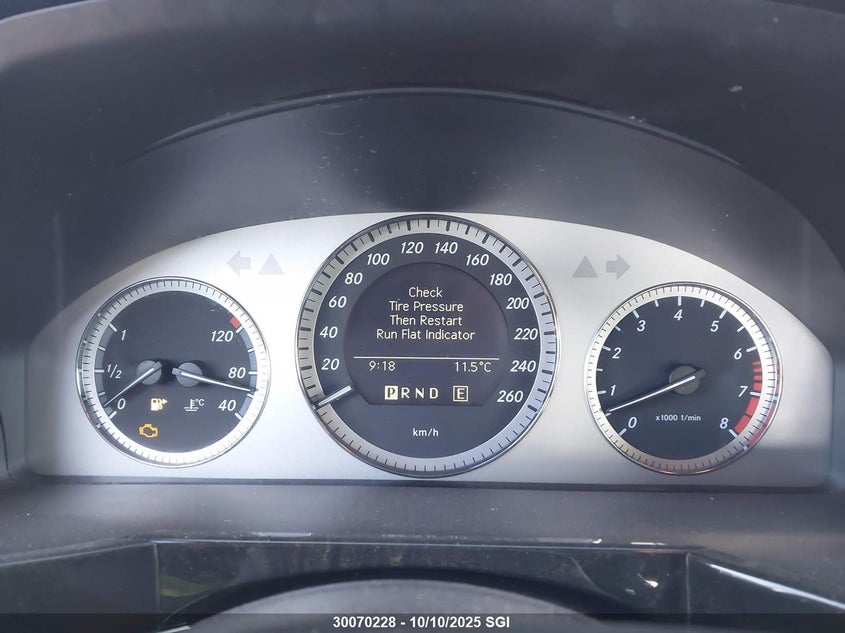 1
1/2
0
120
80
40
°C
20
40
60
80
100
120
140
160
180
200
220
240
260
Check
Tire Pressure
Then Restart
Run Flat Indicator
9:18 11.5°C
P R N D E
km/h
0
1
2
3
4
5
6
7
8
x1000 1/min
30070228 - 10/10/2025 SGI